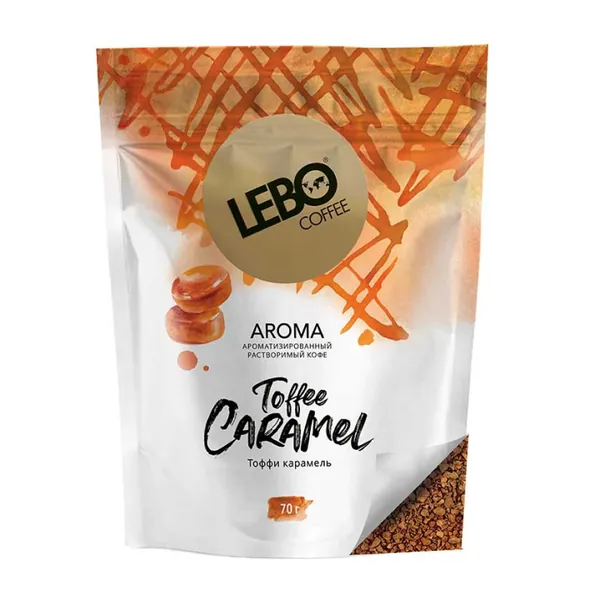 LEBO®
COFFEE
AROMA
АРОМАТИЗИРОВАННЫЙ
РАСТВОРИМЫЙ КОФЕ
Toffee
CARAMEL
Тоффи карамель
70 г